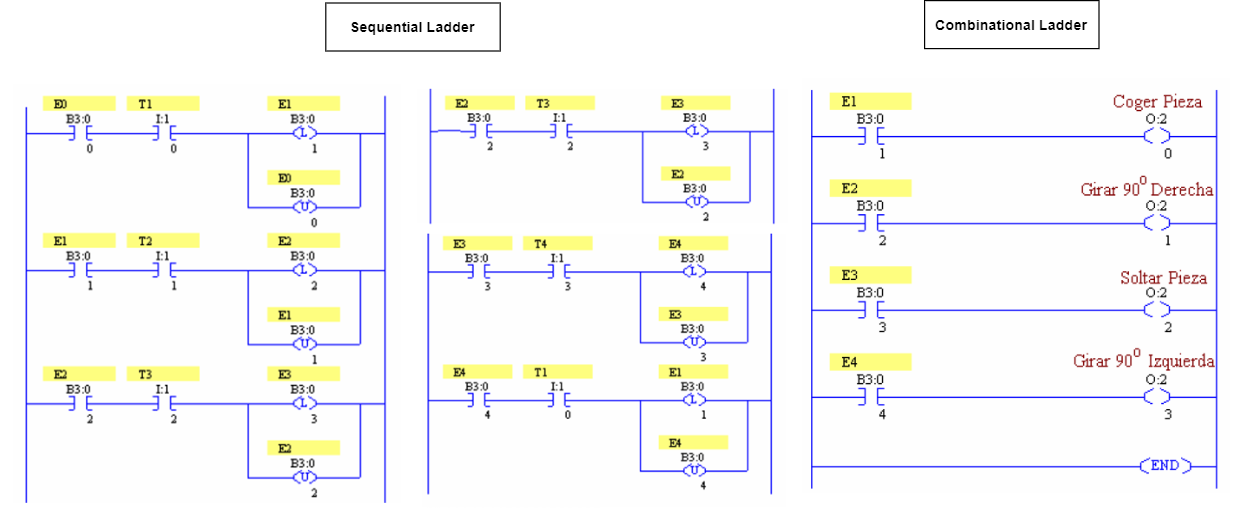 Sequential Ladder
Combinational Ladder
E0 T1 E1
B3:0 I:1 B3:0
L
0 0 1
E0
B3:0
U
0
E1 T2 E2
B3:0 I:1 B3:0
L
1 1 2
E1
B3:0
U
1
E2 T3 E3
B3:0 I:1 B3:0
L
2 2 3
E2
B3:0
U
2
E2 T3 E3
B3:0 I:1 B3:0
L
2 2 3
E2
B3:0
U
2
E3 T4 E4
B3:0 I:1 B3:0
L
3 3 4
E3
B3:0
U
3
E4 T1 E1
B3:0 I:1 B3:0
L
4 0 1
E4
B3:0
U
4
E1 Coger Pieza
B3:0 O:2
1 0
E2 Girar 90º Derecha
B3:0 O:2
2 1
E3 Soltar Pieza
B3:0 O:2
3 2
E4 Girar 90º Izquierda
B3:0 O:2
4 3
END